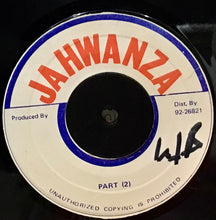 JAHWANZA
Produced By
Dist. By
92-26821
PART (2)
UNAUTHORIZED COPYING IS PROHIBITED